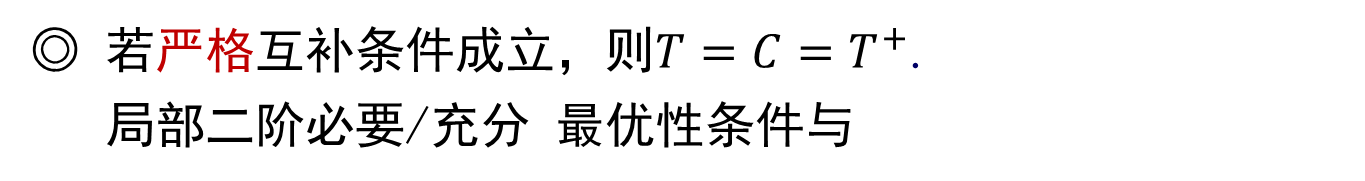 ◎ 若严格互补条件成立，则T = C = T⁺.
局部二阶必要/充分 最优性条件与